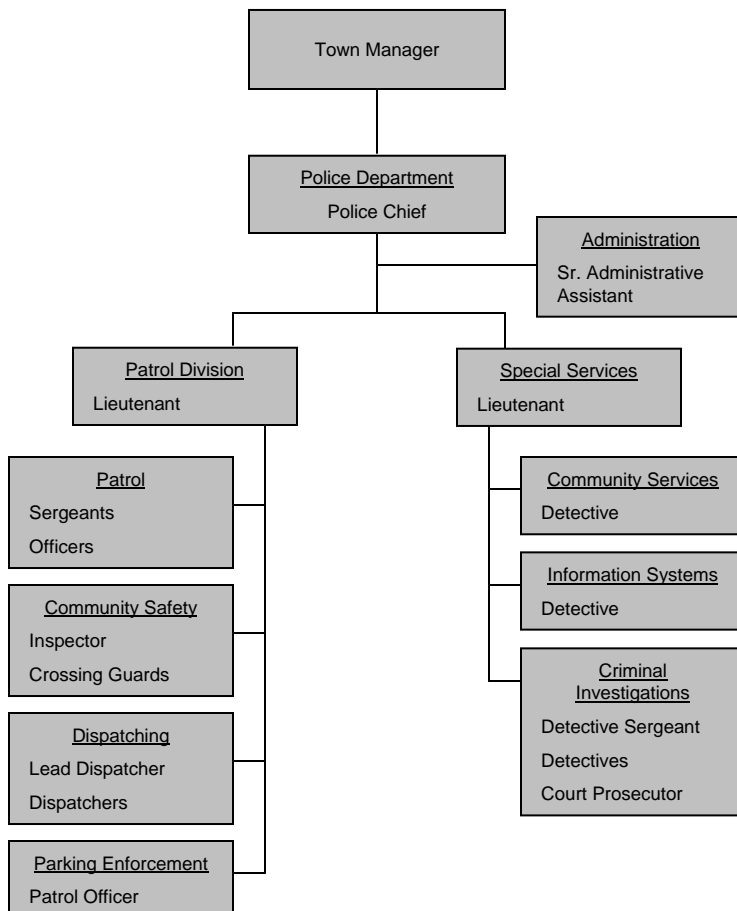 Town Manager
Police Department
Police Chief
Administration
Sr. Administrative
Assistant
Patrol Division
Lieutenant
Special Services
Lieutenant
Patrol
Sergeants
Officers
Community Safety
Inspector
Crossing Guards
Dispatching
Lead Dispatcher
Dispatchers
Parking Enforcement
Patrol Officer
Community Services
Detective
Information Systems
Detective
Criminal
Investigations
Detective Sergeant
Detectives
Court Prosecutor